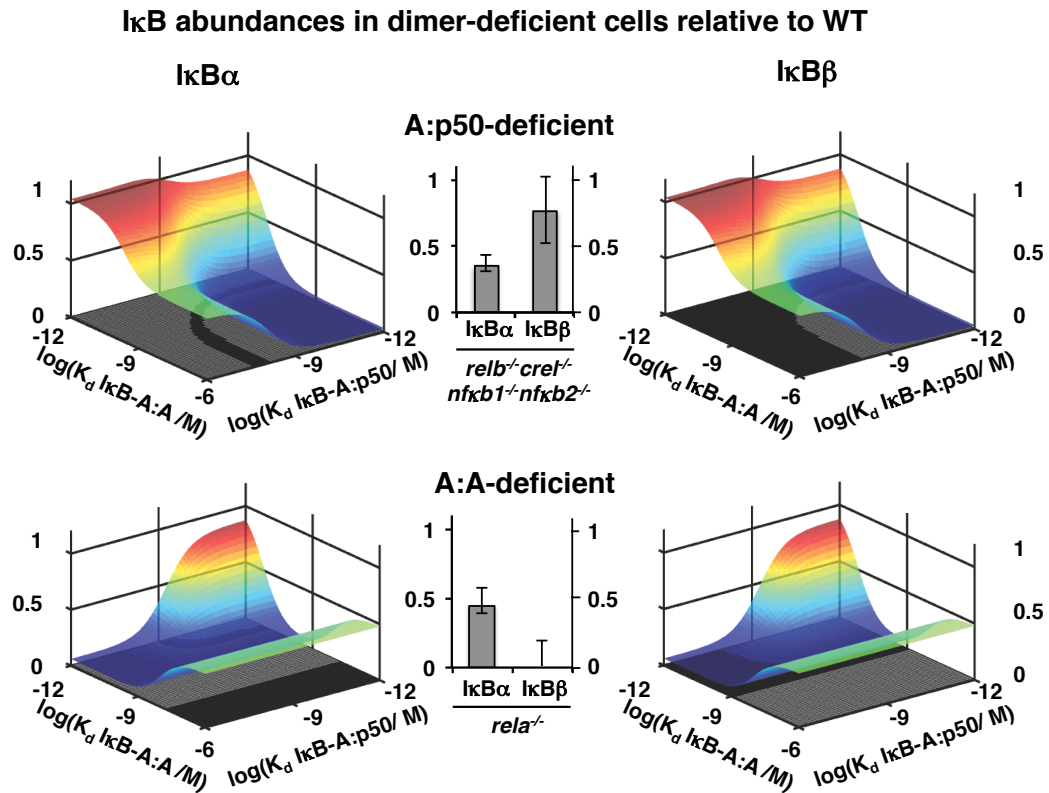 IκB abundances in dimer-deficient cells relative to WT
IκBα
IκBβ
A:p50-deficient
1
0.5
0
-12
-9
-6
-9
-12
log(Kd IκB-A:A /M)
log(Kd IκB-A:p50/ M)
1
0.5
0
1
0.5
0
IκBα IκBβ
relb-/-crel-/-
nfκb1-/-nfκb2-/-
1
0.5
0
-12
-9
-6
-9
-12
log(Kd IκB-A:A /M)
log(Kd IκB-A:p50/ M)
A:A-deficient
1
0.5
0
-12
-9
-6
-9
-12
log(Kd IκB-A:A /M)
log(Kd IκB-A:p50/ M)
1
0.5
0
1
0.5
0
IκBα IκBβ
rela-/-
1
0.5
0
-12
-9
-6
-9
-12
log(Kd IκB-A:A /M)
log(Kd IκB-A:p50/ M)